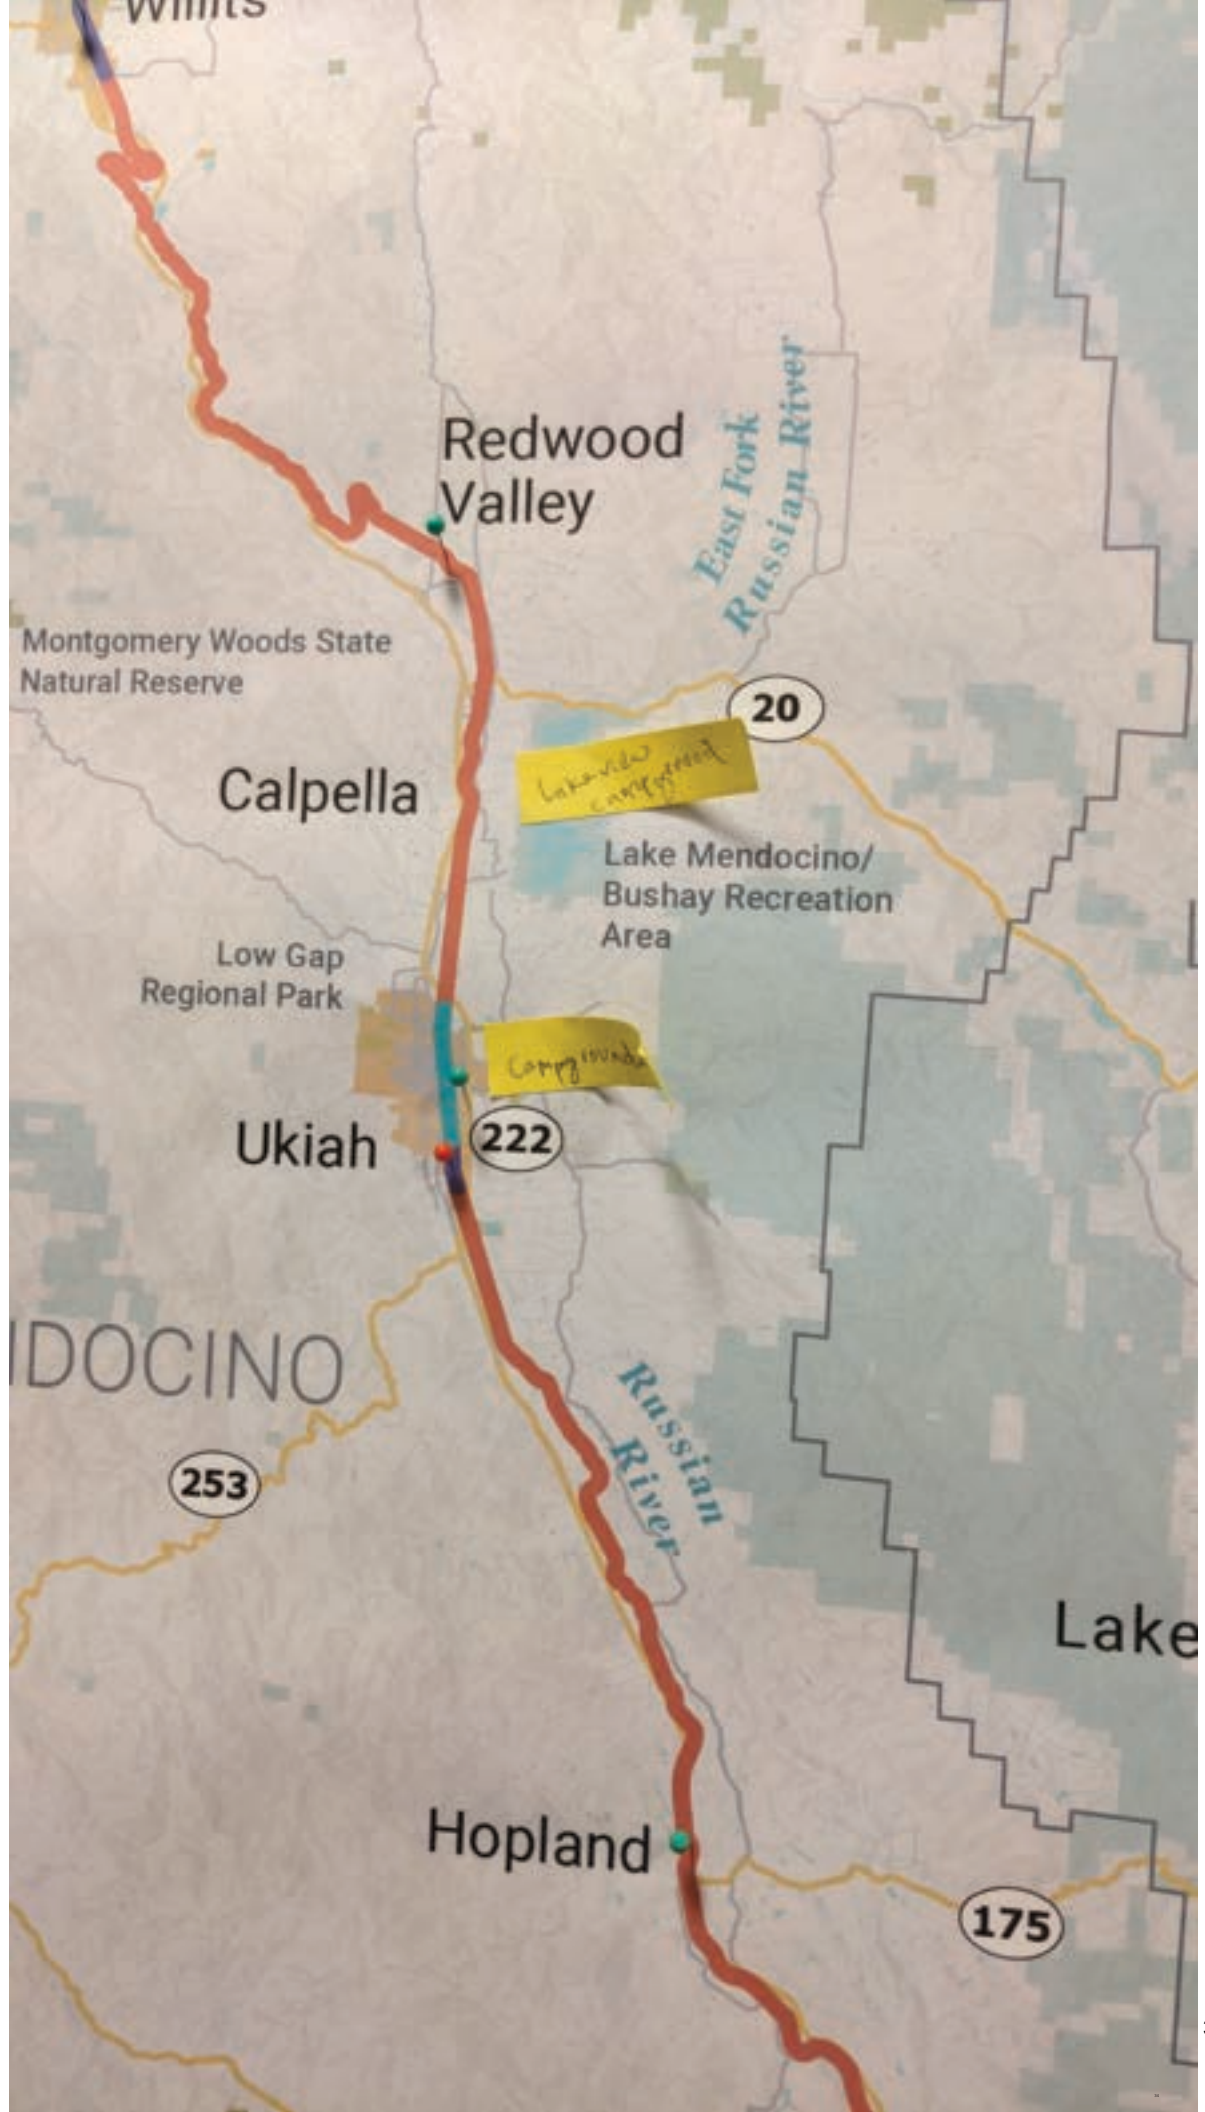 Willits
Redwood
Valley
East Fork
Russian River
Montgomery Woods State
Natural Reserve
20
Lakeview
campground
Calpella
Lake Mendocino/
Bushay Recreation
Area
Low Gap
Regional Park
Campgrounds
Ukiah
222
IDOCINO
Russian
River
253
Lake
Hopland
175